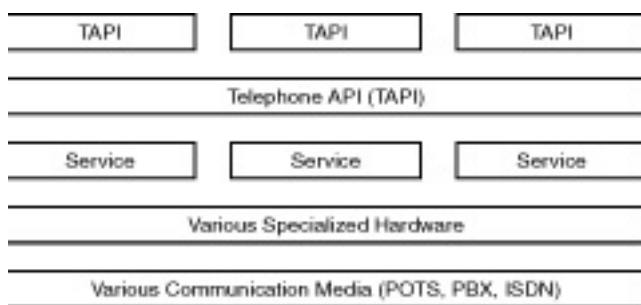 TAPI TAPI TAPI
Telephone API (TAPI)
Service Service Service
Various Specialized Hardware
Various Communication Media (POTS, PBX, ISDN)